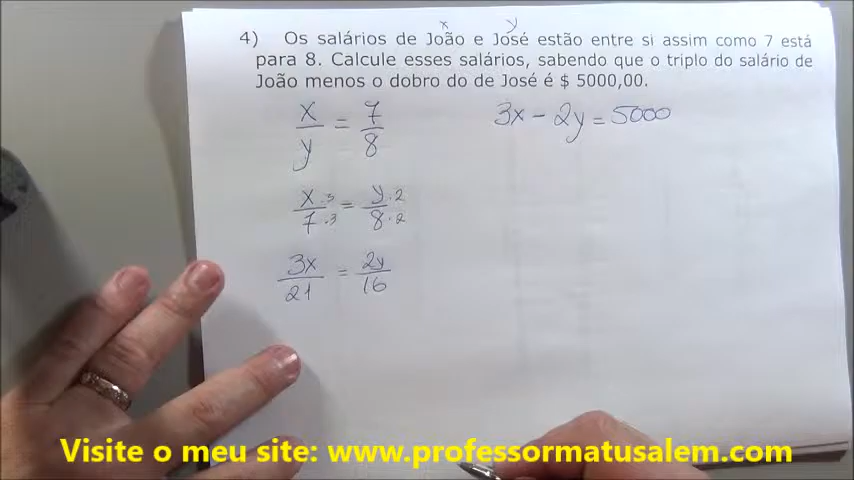 x y
4) Os salários de João e José estão entre si assim como 7 está
para 8. Calcule esses salários, sabendo que o triplo do salário de
João menos o dobro do de José é $ 5000,00.
x/y = 7/8
3x - 2y = 5000
x·3/7·3 = y·2/8·2
3x/21 = 2y/16
Visite o meu site: www.professormatusalem.com